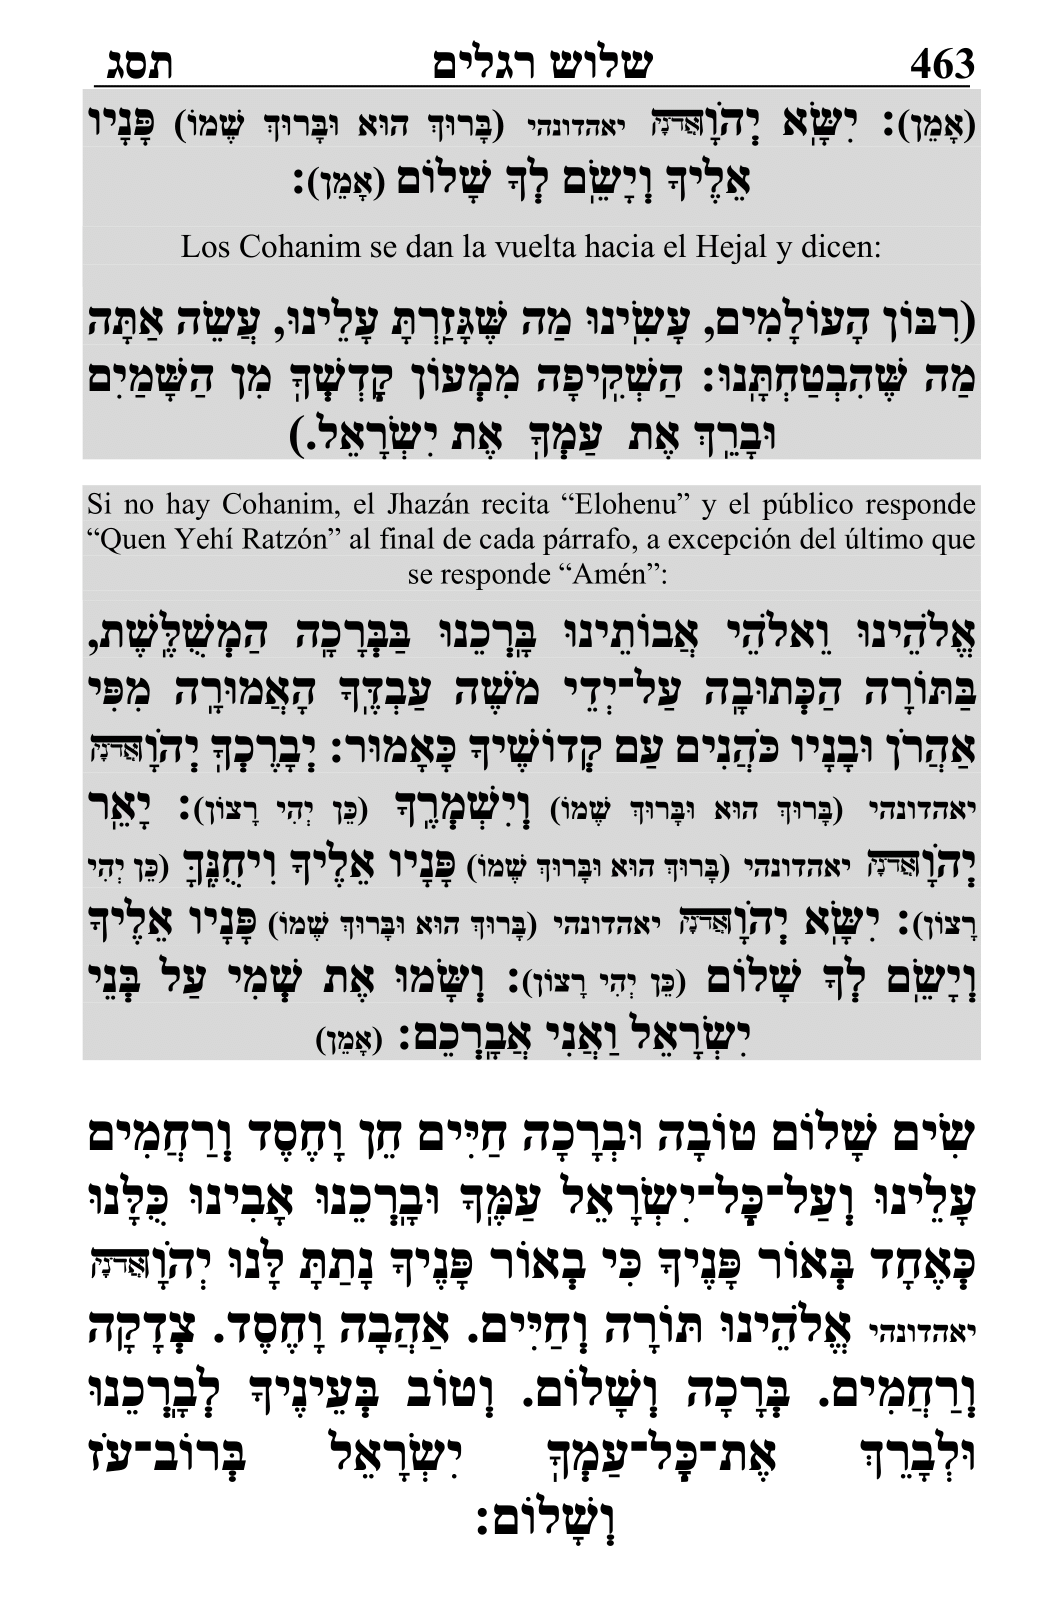 463 שלוש רגלים תסג
(אָמֵן): יִשָּׂא יְהֹוָאדניה יאהדונהי (בָּרוּךְ הוּא וּבָרוּךְ שְׁמוֹ) פָּנָיו
אֵלֶיךָ וְיָשֵׂם לְךָ שָׁלוֹם (אָמֵן):
Los Cohanim se dan la vuelta hacia el Hejal y dicen:
(רִבּוֹן הָעוֹלָמִים, עָשִׂינוּ מַה שֶּׁגָּזַרְתָּ עָלֵינוּ, עֲשֵׂה אַתָּה
מַה שֶּׁהִבְטַחְתָּנוּ: הַשְׁקִיפָה מִמְּעוֹן קָדְשְׁךָ מִן הַשָּׁמַיִם
וּבָרֵךְ אֶת עַמְּךָ אֶת יִשְׂרָאֵל.)
Si no hay Cohanim, el Jhazán recita “Elohenu” y el público responde
“Quen Yehí Ratzón” al final de cada párrafo, a excepción del último que
se responde “Amén”:
אֱלֹהֵינוּ וֵאלֹהֵי אֲבוֹתֵינוּ בָּרְכֵנוּ בַּבְּרָכָה הַמְשֻׁלֶּשֶׁת,
בַּתּוֹרָה הַכְּתוּבָה עַל־יְדֵי מֹשֶׁה עַבְדֶּךָ הָאֲמוּרָה מִפִּי
אַהֲרֹן וּבָנָיו כֹּהֲנִים עַם קְדוֹשֶׁיךָ כָּאָמוּר: יְבָרֶכְךָ יְהֹוָאדניה
יאהדונהי (בָּרוּךְ הוּא וּבָרוּךְ שְׁמוֹ) וְיִשְׁמְרֶךָ (כֵּן יְהִי רָצוֹן): יָאֵר
יְהֹוָאדניה יאהדונהי (בָּרוּךְ הוּא וּבָרוּךְ שְׁמוֹ) פָּנָיו אֵלֶיךָ וִיחֻנֶּךָּ (כֵּן יְהִי
רָצוֹן): יִשָּׂא יְהֹוָאדניה יאהדונהי (בָּרוּךְ הוּא וּבָרוּךְ שְׁמוֹ) פָּנָיו אֵלֶיךָ
וְיָשֵׂם לְךָ שָׁלוֹם (כֵּן יְהִי רָצוֹן): וְשָׂמוּ אֶת שְׁמִי עַל בְּנֵי
יִשְׂרָאֵל וַאֲנִי אֲבָרְכֵם: (אָמֵן)
שִׂים שָׁלוֹם טוֹבָה וּבְרָכָה חַיִּים חֵן וָחֶסֶד וְרַחֲמִים
עָלֵינוּ וְעַל־כָּל־יִשְׂרָאֵל עַמֶּךָ וּבָרְכֵנוּ אָבִינוּ כֻּלָּנוּ
כְּאֶחָד בְּאוֹר פָּנֶיךָ כִּי בְאוֹר פָּנֶיךָ נָתַתָּ לָּנוּ יְהֹוָאדניה
יאהדונהי אֱלֹהֵינוּ תּוֹרָה וְחַיִּים. אַהֲבָה וָחֶסֶד. צְדָקָה
וְרַחֲמִים. בְּרָכָה וְשָׁלוֹם. וְטוֹב בְּעֵינֶיךָ לְבָרְכֵנוּ
וּלְבָרֵךְ אֶת־כָּל־עַמְּךָ יִשְׂרָאֵל בְּרוֹב־עֹז
וְשָׁלוֹם: